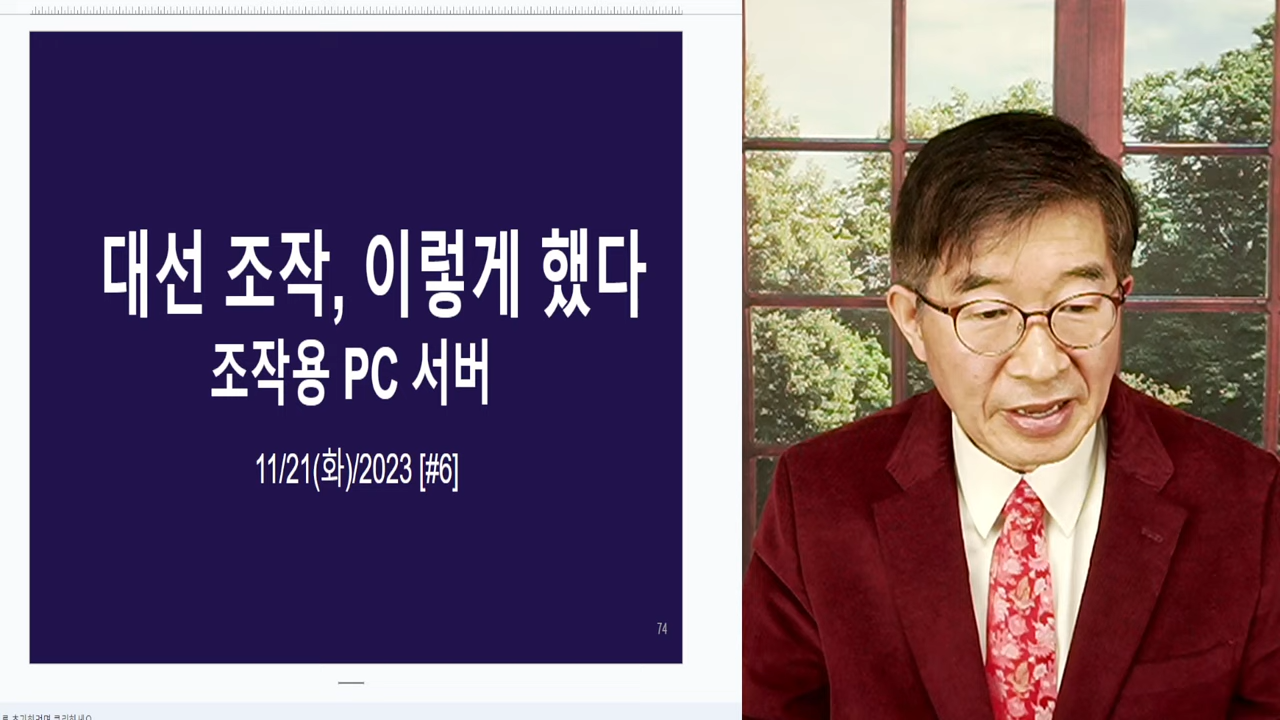 대선 조작, 이렇게 했다
조작용 PC 서버
11/21(화)/2023 [#6]
74